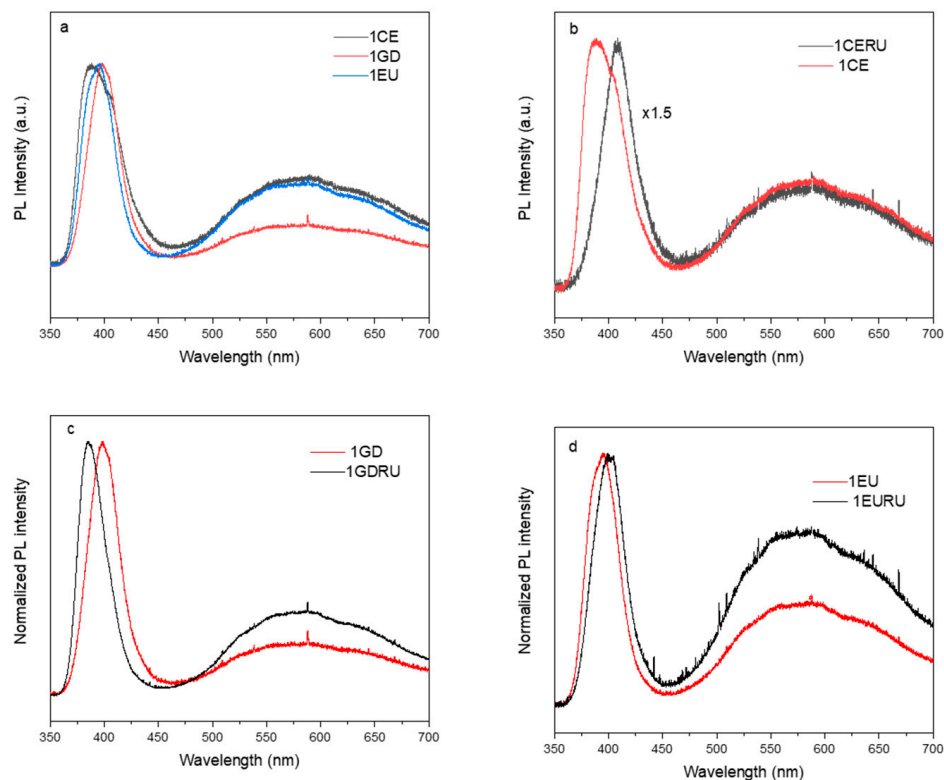 a
1CE
1GD
1EU
PL Intensity (a.u.)
350 400 450 500 550 600 650 700
Wavelength (nm)
b
1CERU
1CE
x1.5
PL Intensity (a.u.)
350 400 450 500 550 600 650 700
Wavelength (nm)
c
1GD
1GDRU
Normalized PL intensity
350 400 450 500 550 600 650 700
Wavelength (nm)
d
1EU
1EURU
Normalized PL intensity
350 400 450 500 550 600 650 700
Wavelength (nm)